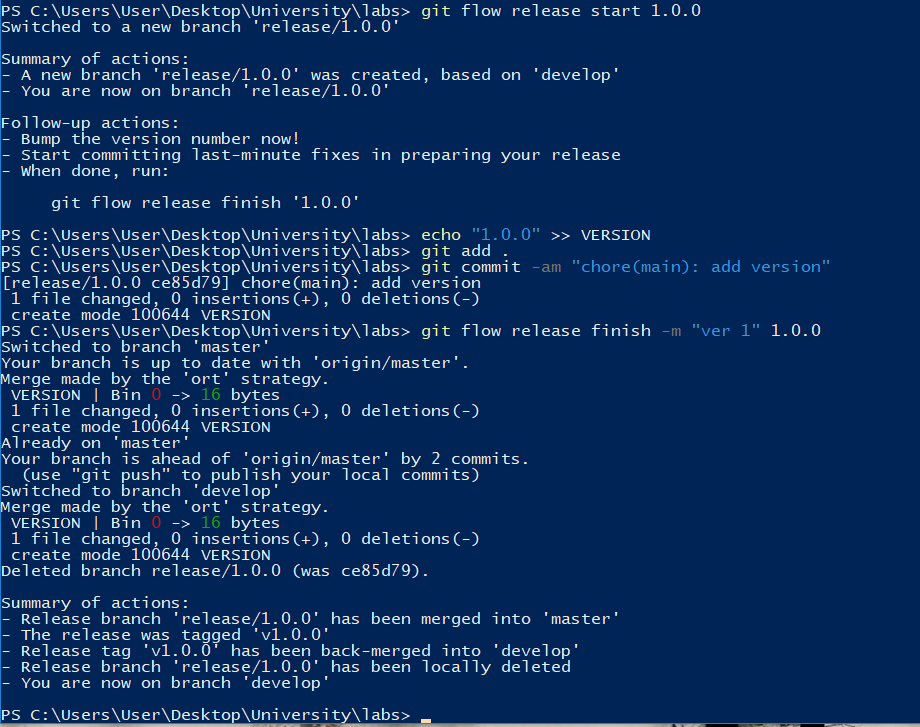 PS C:\Users\User\Desktop\University\labs> git flow release start 1.0.0
Switched to a new branch 'release/1.0.0'
Summary of actions:
- A new branch 'release/1.0.0' was created, based on 'develop'
- You are now on branch 'release/1.0.0'
Follow-up actions:
- Bump the version number now!
- Start committing last-minute fixes in preparing your release
- When done, run:
git flow release finish '1.0.0'
PS C:\Users\User\Desktop\University\labs> echo "1.0.0" >> VERSION
PS C:\Users\User\Desktop\University\labs> git add .
PS C:\Users\User\Desktop\University\labs> git commit -am "chore(main): add version"
[release/1.0.0 ce85d79] chore(main): add version
1 file changed, 0 insertions(+), 0 deletions(-)
create mode 100644 VERSION
PS C:\Users\User\Desktop\University\labs> git flow release finish -m "ver 1" 1.0.0
Switched to branch 'master'
Your branch is up to date with 'origin/master'.
Merge made by the 'ort' strategy.
VERSION | Bin 0 -> 16 bytes
1 file changed, 0 insertions(+), 0 deletions(-)
create mode 100644 VERSION
Already on 'master'
Your branch is ahead of 'origin/master' by 2 commits.
(use "git push" to publish your local commits)
Switched to branch 'develop'
Merge made by the 'ort' strategy.
VERSION | Bin 0 -> 16 bytes
1 file changed, 0 insertions(+), 0 deletions(-)
create mode 100644 VERSION
Deleted branch release/1.0.0 (was ce85d79).
Summary of actions:
- Release branch 'release/1.0.0' has been merged into 'master'
- The release was tagged 'v1.0.0'
- Release tag 'v1.0.0' has been back-merged into 'develop'
- Release branch 'release/1.0.0' has been locally deleted
- You are now on branch 'develop'
PS C:\Users\User\Desktop\University\labs>